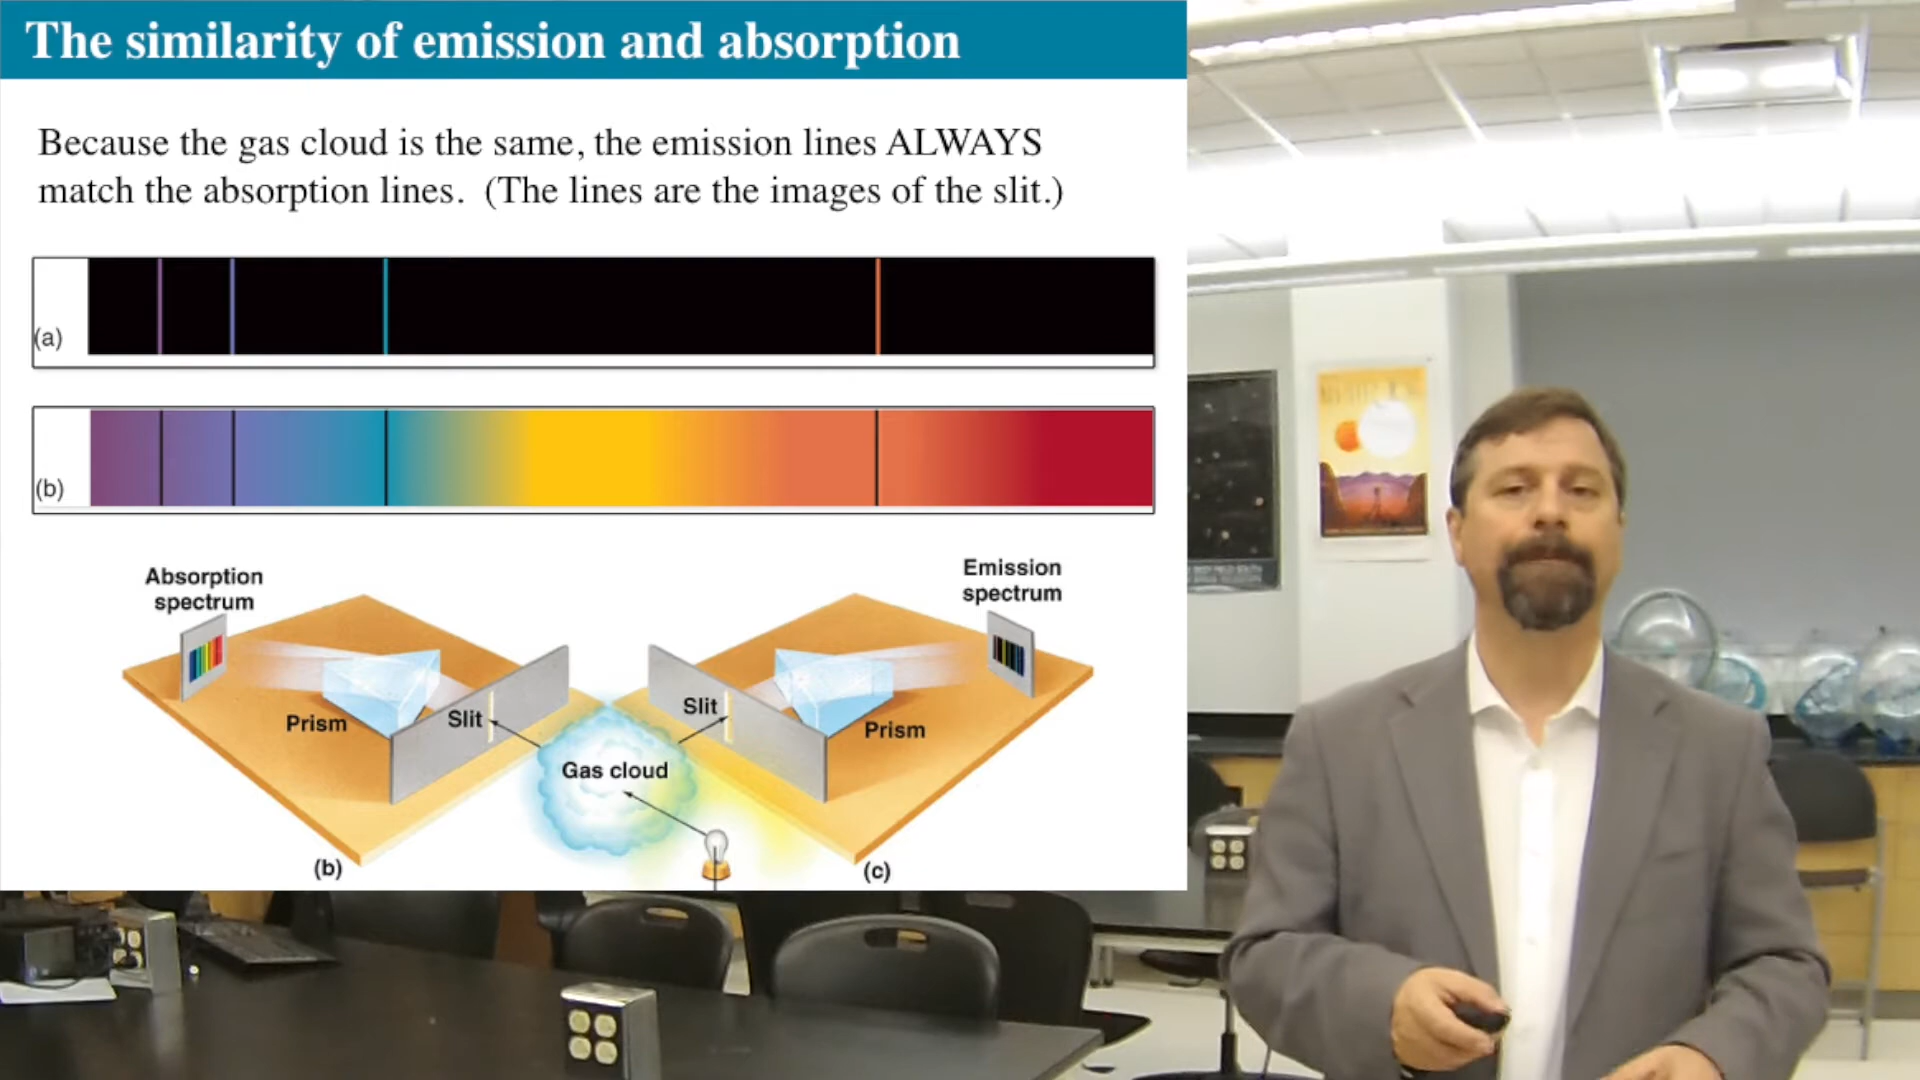 The similarity of emission and absorption
Because the gas cloud is the same, the emission lines ALWAYS
match the absorption lines. (The lines are the images of the slit.)
(a)
(b)
Absorption
spectrum
Emission
spectrum
Prism
Slit
Slit
Prism
Gas cloud
(b)
(c)